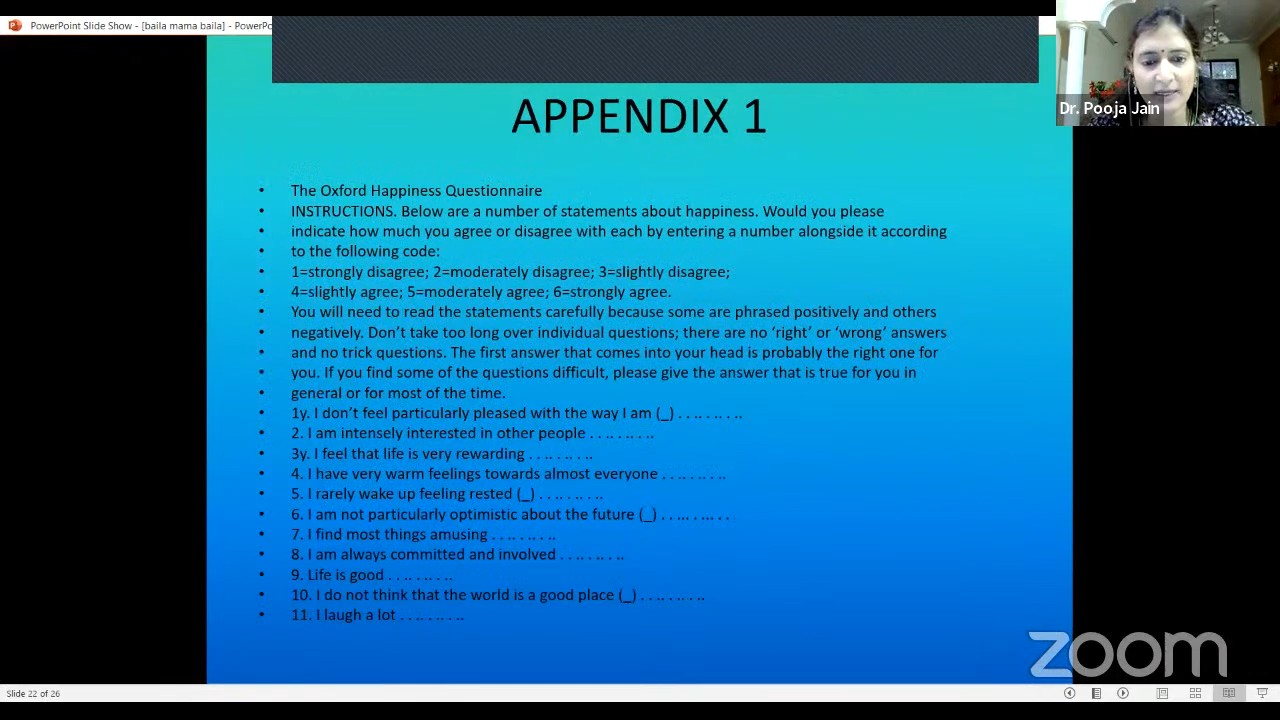 PowerPoint Slide Show - [baila mama baila] - PowerPo
Dr. Pooja Jain
APPENDIX 1
• The Oxford Happiness Questionnaire
• INSTRUCTIONS. Below are a number of statements about happiness. Would you please
• indicate how much you agree or disagree with each by entering a number alongside it according
• to the following code:
• 1=strongly disagree; 2=moderately disagree; 3=slightly disagree;
• 4=slightly agree; 5=moderately agree; 6=strongly agree.
• You will need to read the statements carefully because some are phrased positively and others
• negatively. Don’t take too long over individual questions; there are no ‘right’ or ‘wrong’ answers
• and no trick questions. The first answer that comes into your head is probably the right one for
• you. If you find some of the questions difficult, please give the answer that is true for you in
• general or for most of the time.
• 1y. I don’t feel particularly pleased with the way I am (_) . . .. . .. . ..
• 2. I am intensely interested in other people . . .. . .. . ..
• 3y. I feel that life is very rewarding . . .. . .. . ..
• 4. I have very warm feelings towards almost everyone . . .. . .. . ..
• 5. I rarely wake up feeling rested (_) . . .. . .. . ..
• 6. I am not particularly optimistic about the future (_) . . ... . ... . .
• 7. I find most things amusing . . .. . .. . ..
• 8. I am always committed and involved . . .. . .. . ..
• 9. Life is good . . .. . .. . ..
• 10. I do not think that the world is a good place (_) . . .. . .. . ..
• 11. I laugh a lot . . .. . .. . ..
zoom
Slide 22 of 26